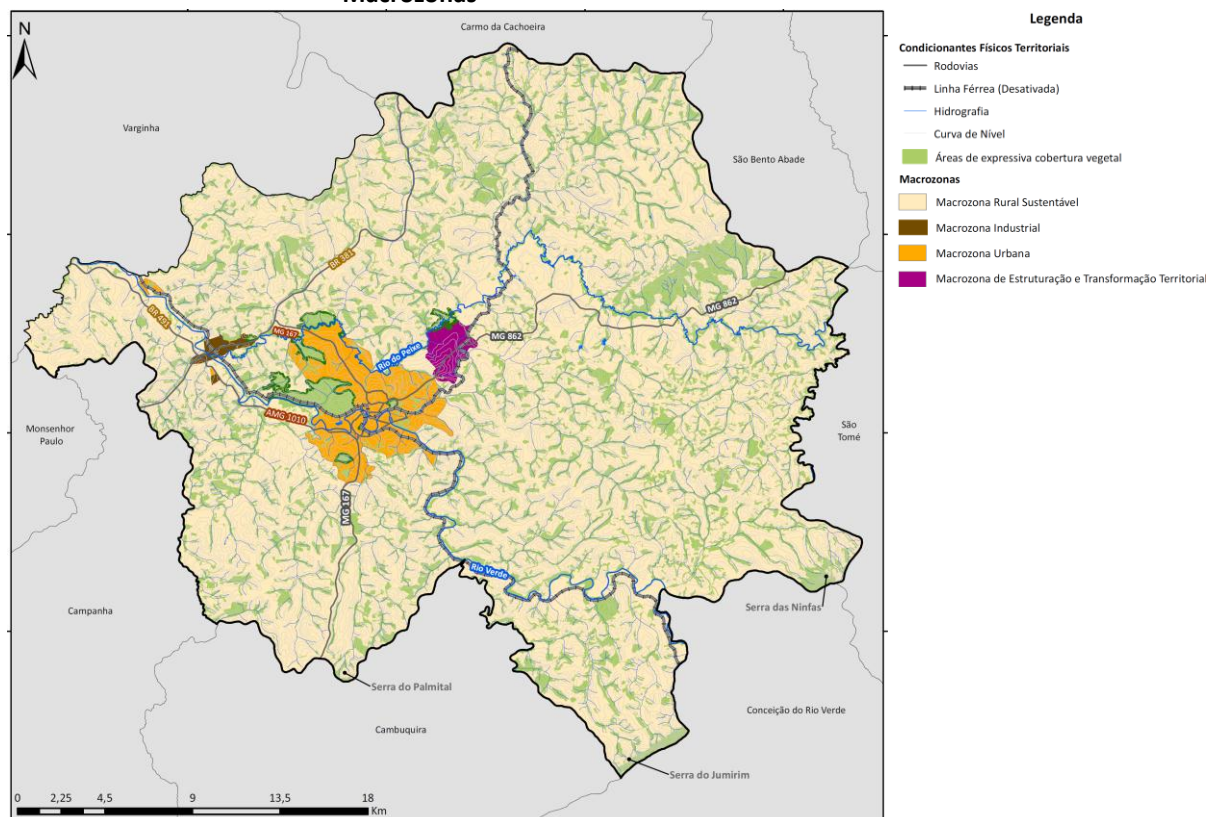 Macrozonas
N
Carmo da Cachoeira
Varginha
São Bento Abade
BR 381
BR 491
MG 167
MG 862
MG 862
Rio do Peixe
AMG 1010
Monsenhor
Paulo
São
Tomé
MG 167
Rio Verde
Campanha
Serra das Ninfas
Serra do Palmital
Cambuquira
Conceição do Rio Verde
Serra do Jumirim
0 2,25 4,5 9 13,5 18
Km
Legenda
Condicionantes Físicos Territoriais
Rodovias
Linha Férrea (Desativada)
Hidrografia
Curva de Nível
Áreas de expressiva cobertura vegetal
Macrozonas
Macrozona Rural Sustentável
Macrozona Industrial
Macrozona Urbana
Macrozona de Estruturação e Transformação Territorial